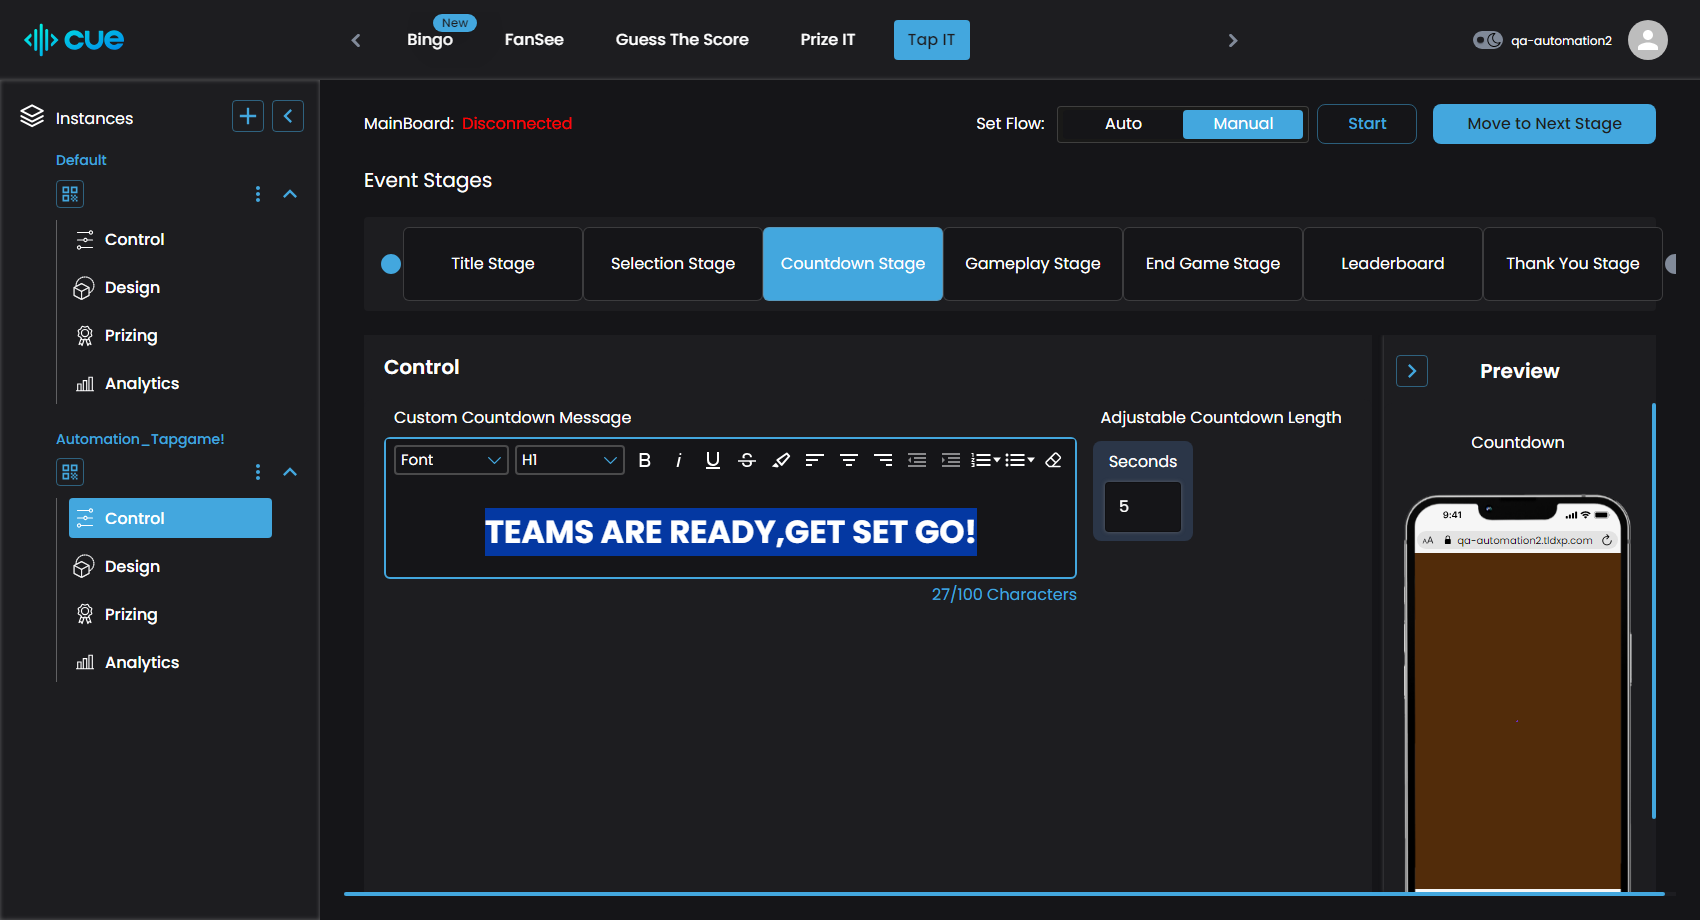 cue
New
Bingo
FanSee
Guess The Score
Prize IT
Tap IT
qa-automation2
Instances
Default
Control
Design
Prizing
Analytics
Automation_Tapgame!
Control
Design
Prizing
Analytics
MainBoard: Disconnected
Set Flow:
Auto
Manual
Start
Move to Next Stage
Event Stages
Title Stage
Selection Stage
Countdown Stage
Gameplay Stage
End Game Stage
Leaderboard
Thank You Stage
Control
Custom Countdown Message
Font
H1
B
i
U
S
TEAMS ARE READY,GET SET GO!
27/100 Characters
Adjustable Countdown Length
Seconds
5
Preview
Countdown
9:41
AA
qa-automation2.tldxp.com